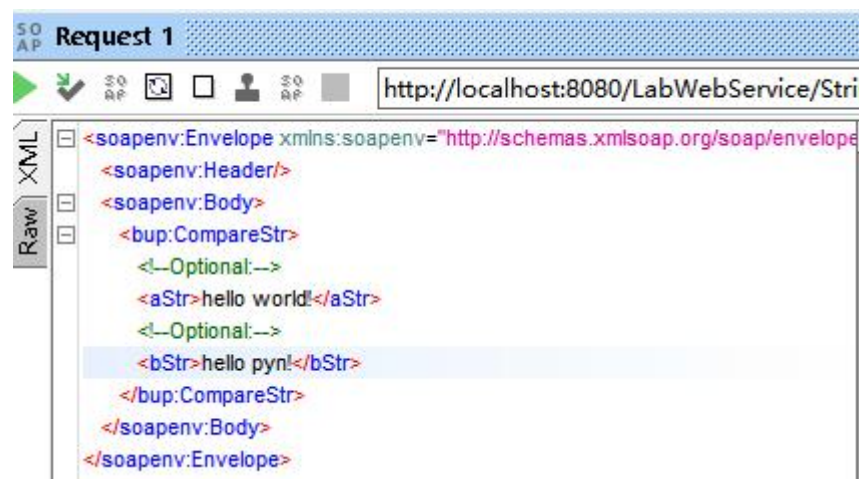 SOAP Request 1
http://localhost:8080/LabWebService/Stri
XML
Raw
<soapenv:Envelope xmlns:soapenv="http://schemas.xmlsoap.org/soap/envelope
<soapenv:Header/>
<soapenv:Body>
<bup:CompareStr>
<!--Optional:-->
<aStr>hello world!</aStr>
<!--Optional:-->
<bStr>hello pyn!</bStr>
</bup:CompareStr>
</soapenv:Body>
</soapenv:Envelope>